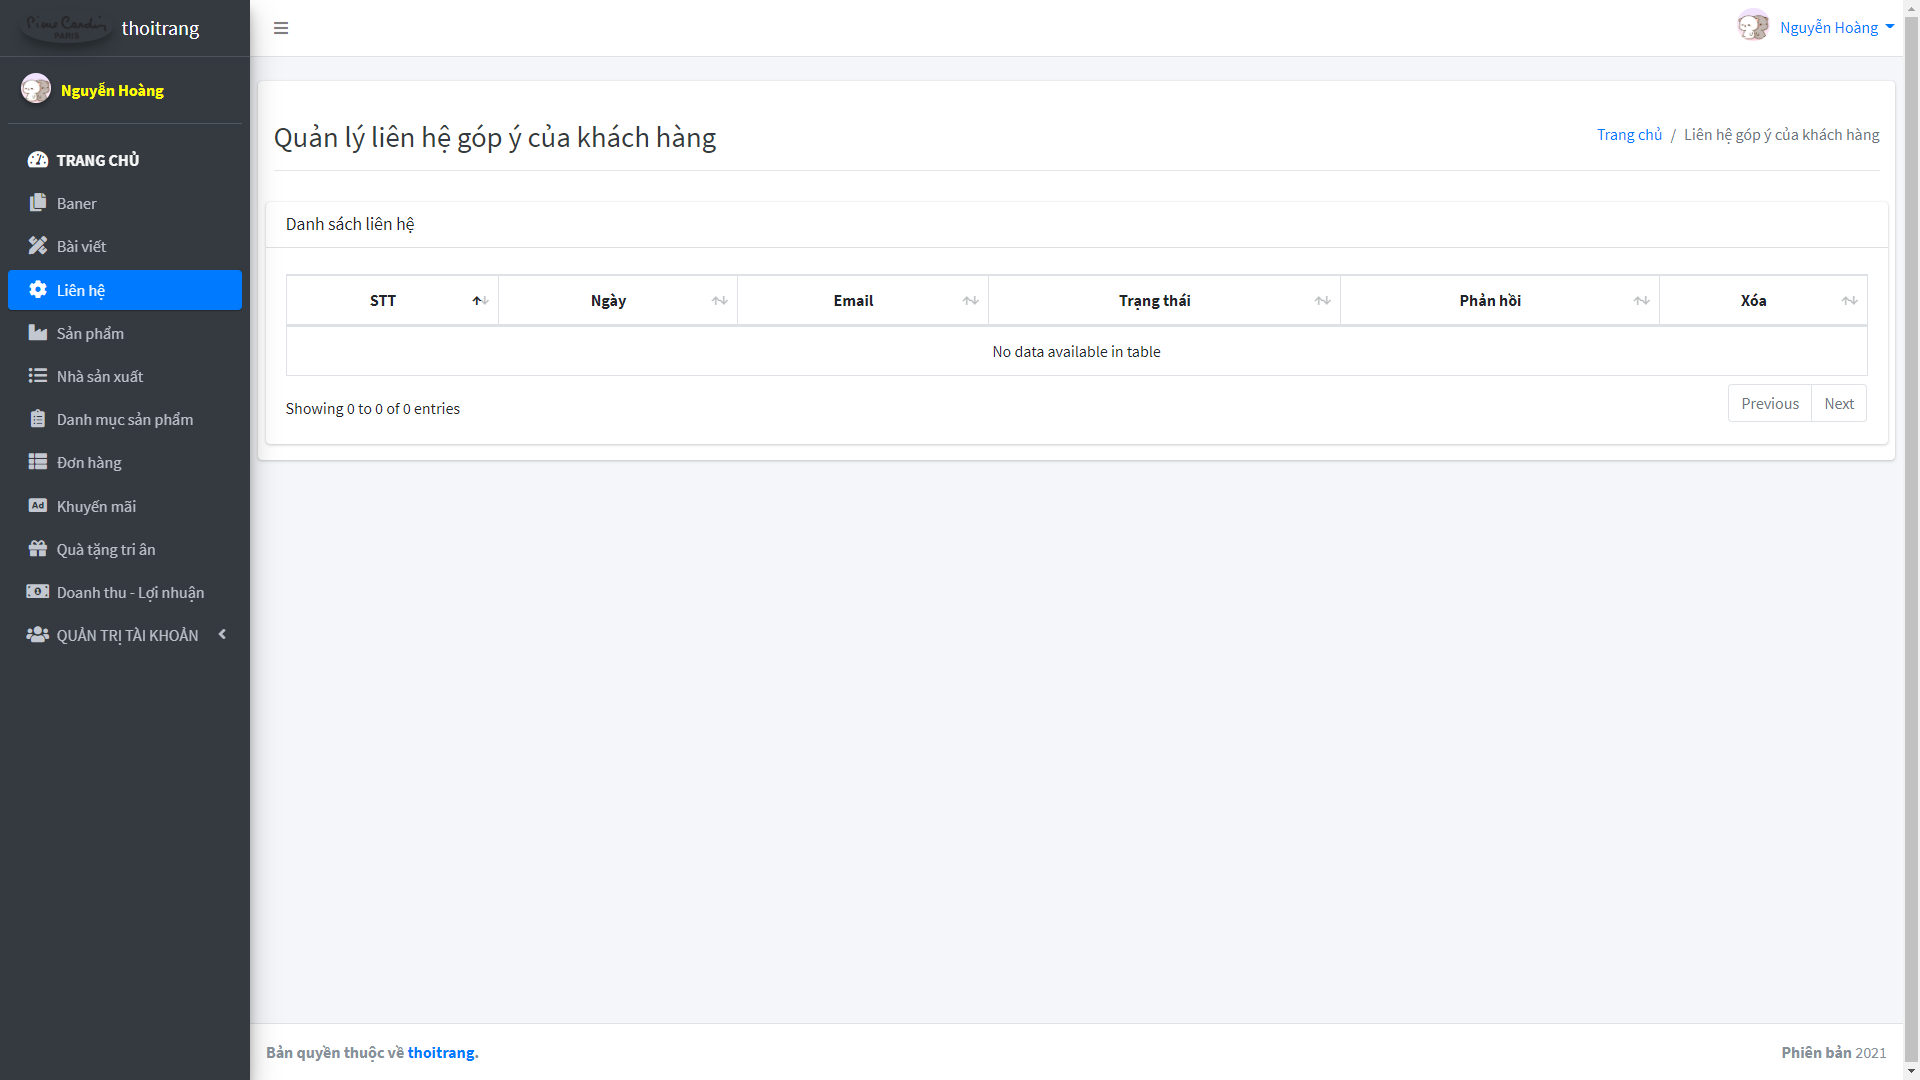 Pierre Cardin
PARIS
thoitrang
Nguyễn Hoàng
TRANG CHỦ
Baner
Bài viết
Liên hệ
Sản phẩm
Nhà sản xuất
Danh mục sản phẩm
Đơn hàng
Ad
Khuyến mãi
Quà tặng tri ân
Doanh thu - Lợi nhuận
QUẢN TRỊ TÀI KHOẢN
Nguyễn Hoàng
Quản lý liên hệ góp ý của khách hàng
Trang chủ / Liên hệ góp ý của khách hàng
Danh sách liên hệ
STT Ngày Email Trạng thái Phản hồi Xóa
No data available in table
Showing 0 to 0 of 0 entries
Previous Next
Bản quyền thuộc về thoitrang.
Phiên bản 2021